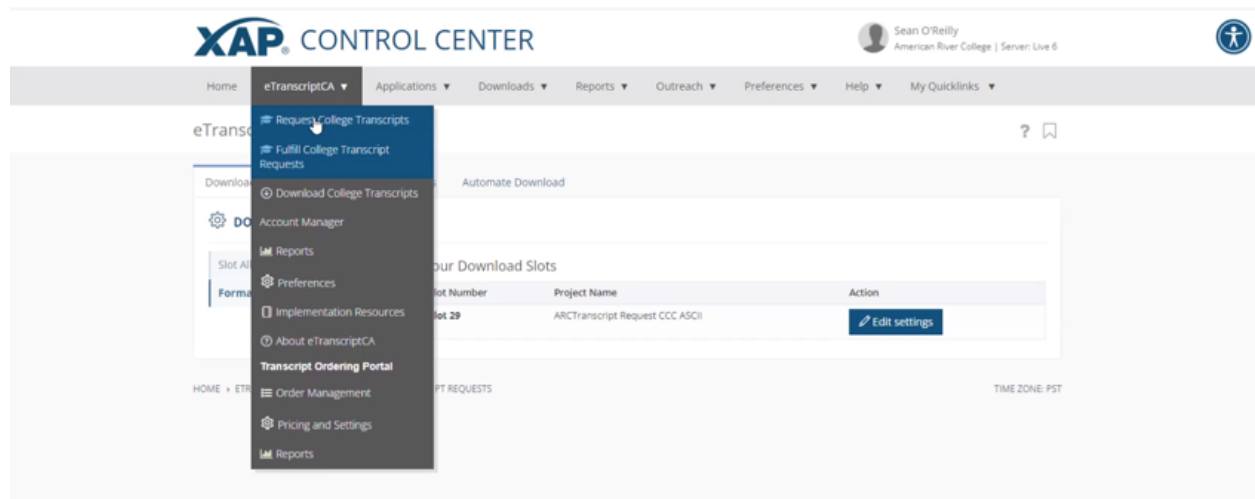 XAP® CONTROL CENTER
Sean O'Reilly
American River College | Server: Live 6
Home eTranscriptCA ▼ Applications ▼ Downloads ▼ Reports ▼ Outreach ▼ Preferences ▼ Help ▼ My Quicklinks ▼
eTransc
?
Request College Transcripts
Fulfill College Transcript
Requests
Download College Transcripts
Account Manager
Reports
Preferences
Implementation Resources
About eTranscriptCA
Transcript Ordering Portal
Order Management
Pricing and Settings
Reports
Downloa
s Automate Download
DO
Slot All
Forma
our Download Slots
lot Number Project Name Action
lot 29 ARCTranscript Request CCC ASCII Edit settings
HOME › ETR
PT REQUESTS
TIME ZONE: PST